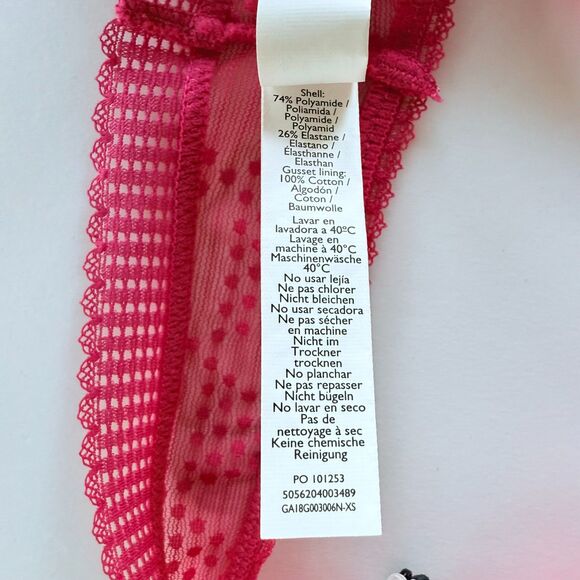 Shell:
74% Polyamide /
Poliamida /
Polyamide /
Polyamid
26% Elastane /
Elastano /
Élasthanne /
Elasthan
Gusset lining:
100% Cotton /
Algodón /
Coton /
Baumwolle
Lavar en
lavadora a 40ºC
Lavage en
machine à 40°C
Maschinenwäsche
40°C
No usar lejía
Ne pas chlorer
Nicht bleichen
No usar secadora
Ne pas sécher
en machine
Nicht im
Trockner
trocknen
No planchar
Ne pas repasser
Nicht bügeln
No lavar en seco
Pas de
nettoyage à sec
Keine chemische
Reinigung
PO 101253
5056204003489
GA18G003006N-XS